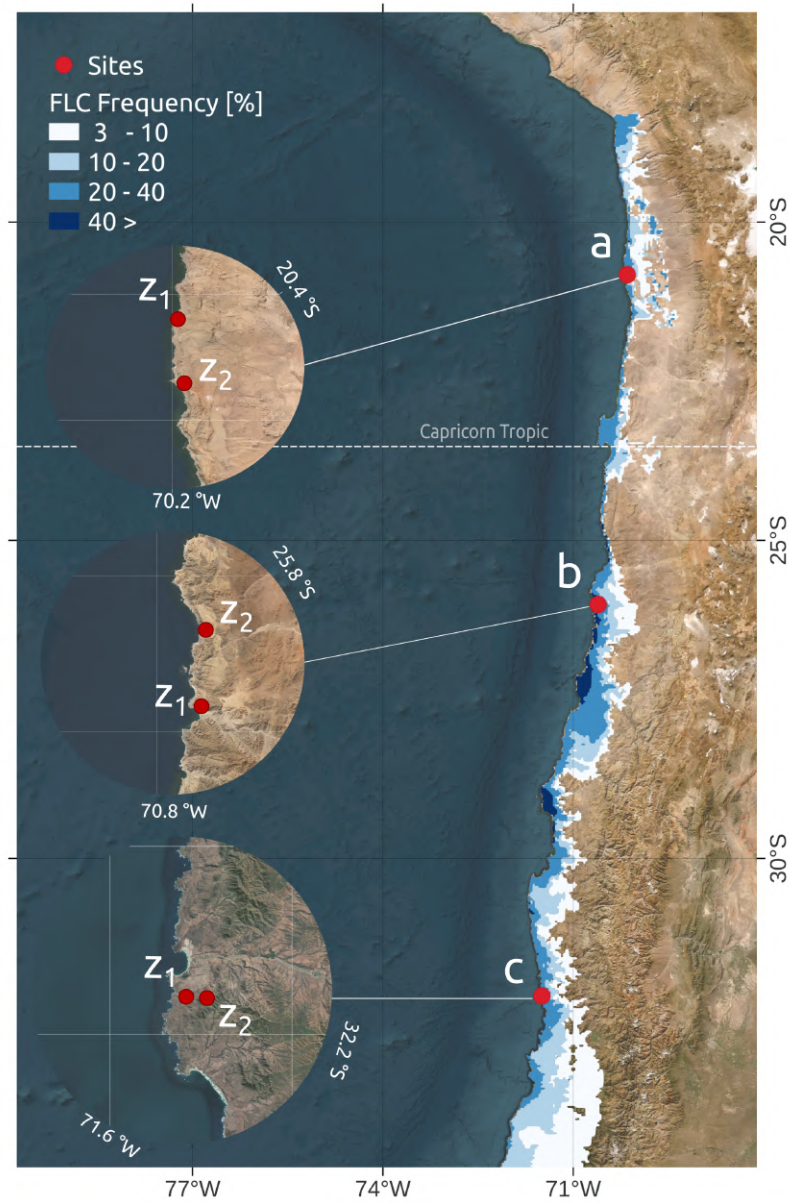 Sites
FLC Frequency [%]
3 - 10
10 - 20
20 - 40
40 >
20°S
a
20.4 °S
z1
z2
Capricorn Tropic
70.2 °W
25°S
b
25.8 °S
z2
z1
70.8 °W
30°S
c
z1
z2
32.2 °S
71.6 °W
77°W
74°W
71°W